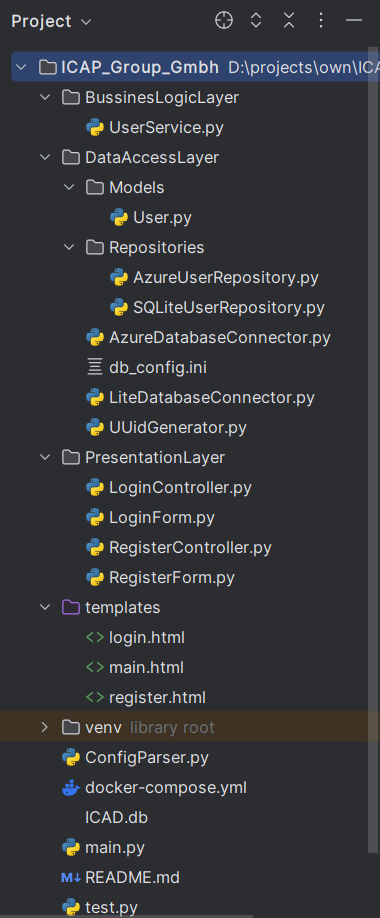 Project
ICAP_Group_Gmbh D:\projects\own\ICA
BussinesLogicLayer
UserService.py
DataAccessLayer
Models
User.py
Repositories
AzureUserRepository.py
SQLiteUserRepository.py
AzureDatabaseConnector.py
db_config.ini
LiteDatabaseConnector.py
UUidGenerator.py
PresentationLayer
LoginController.py
LoginForm.py
RegisterController.py
RegisterForm.py
templates
<> login.html
<> main.html
<> register.html
venv library root
ConfigParser.py
docker-compose.yml
ICAD.db
main.py
M↓ README.md
test.py